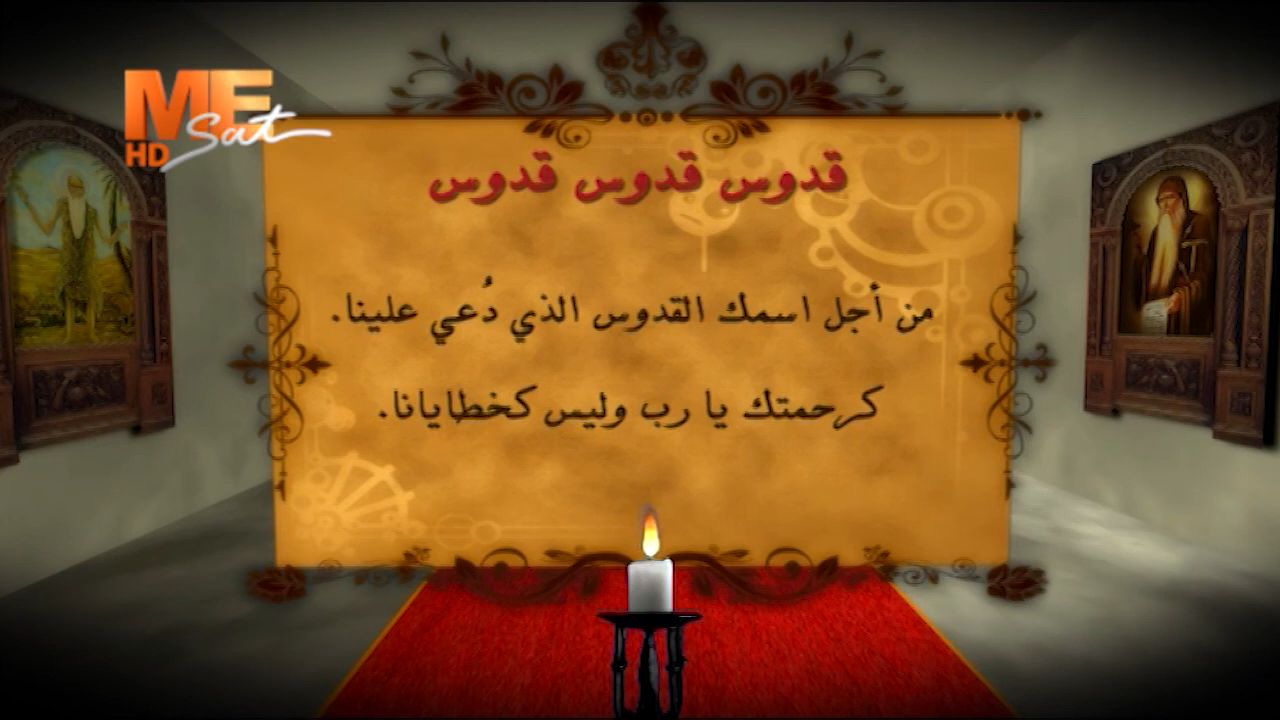 ME
Sat
HD
قدوس قدوس قدوس
من أجل اسمك القدوس الذي دُعي علينا.
كرحمتك يا رب وليس كخطايانا.